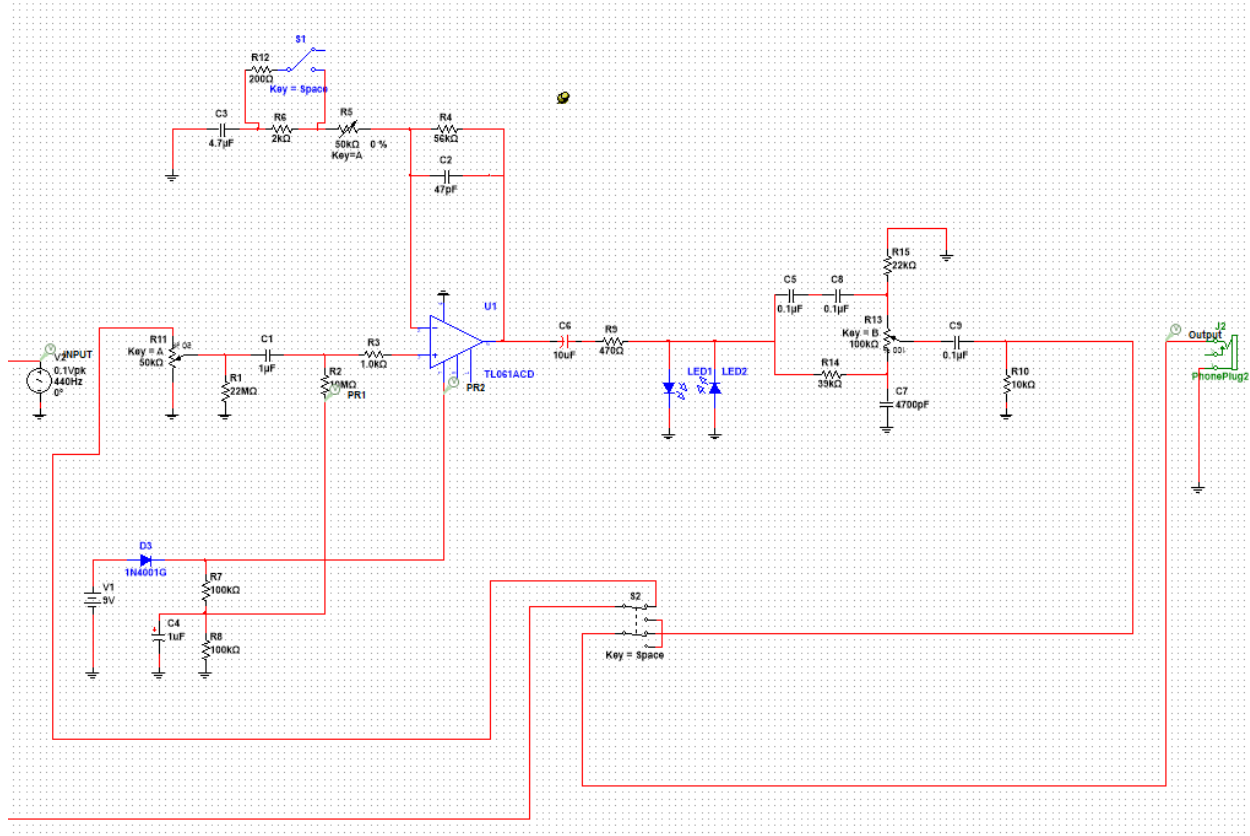 S1
R12
200Ω
Key = Space
C3
4.7µF
R6
2kΩ
R5
50kΩ
0 %
Key=A
R4
56kΩ
C2
47pF
U1
TL061ACD
R15
22kΩ
C5
0.1µF
C8
0.1µF
R13
Key = B
100kΩ
100 %
R14
39kΩ
C7
4700pF
C9
0.1µF
R10
10kΩ
Output
J2
PhonePlug2
C6
10uF
R9
470Ω
LED1
LED2
V2
INPUT
0.1Vpk
440Hz
0°
R11
Key = A
50kΩ
50 %
C1
1µF
R1
22MΩ
R2
10MΩ
PR1
R3
1.0kΩ
PR2
D3
1N4001G
V1
9V
R7
100kΩ
C4
1uF
R8
100kΩ
S2
Key = Space